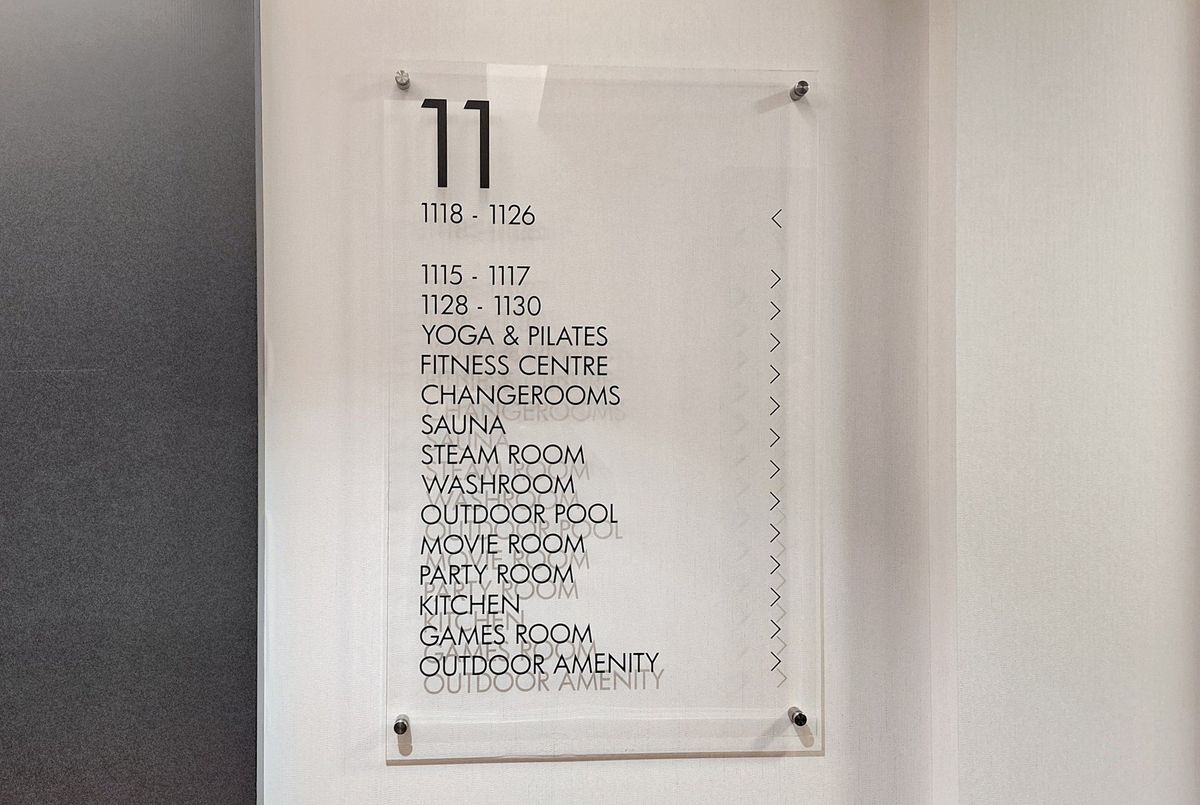 11
1118 - 1126 <
1115 - 1117 >
1128 - 1130 >
YOGA & PILATES >
FITNESS CENTRE >
CHANGEROOMS >
SAUNA >
STEAM ROOM >
WASHROOM >
OUTDOOR POOL >
MOVIE ROOM >
PARTY ROOM >
KITCHEN >
GAMES ROOM >
OUTDOOR AMENITY >